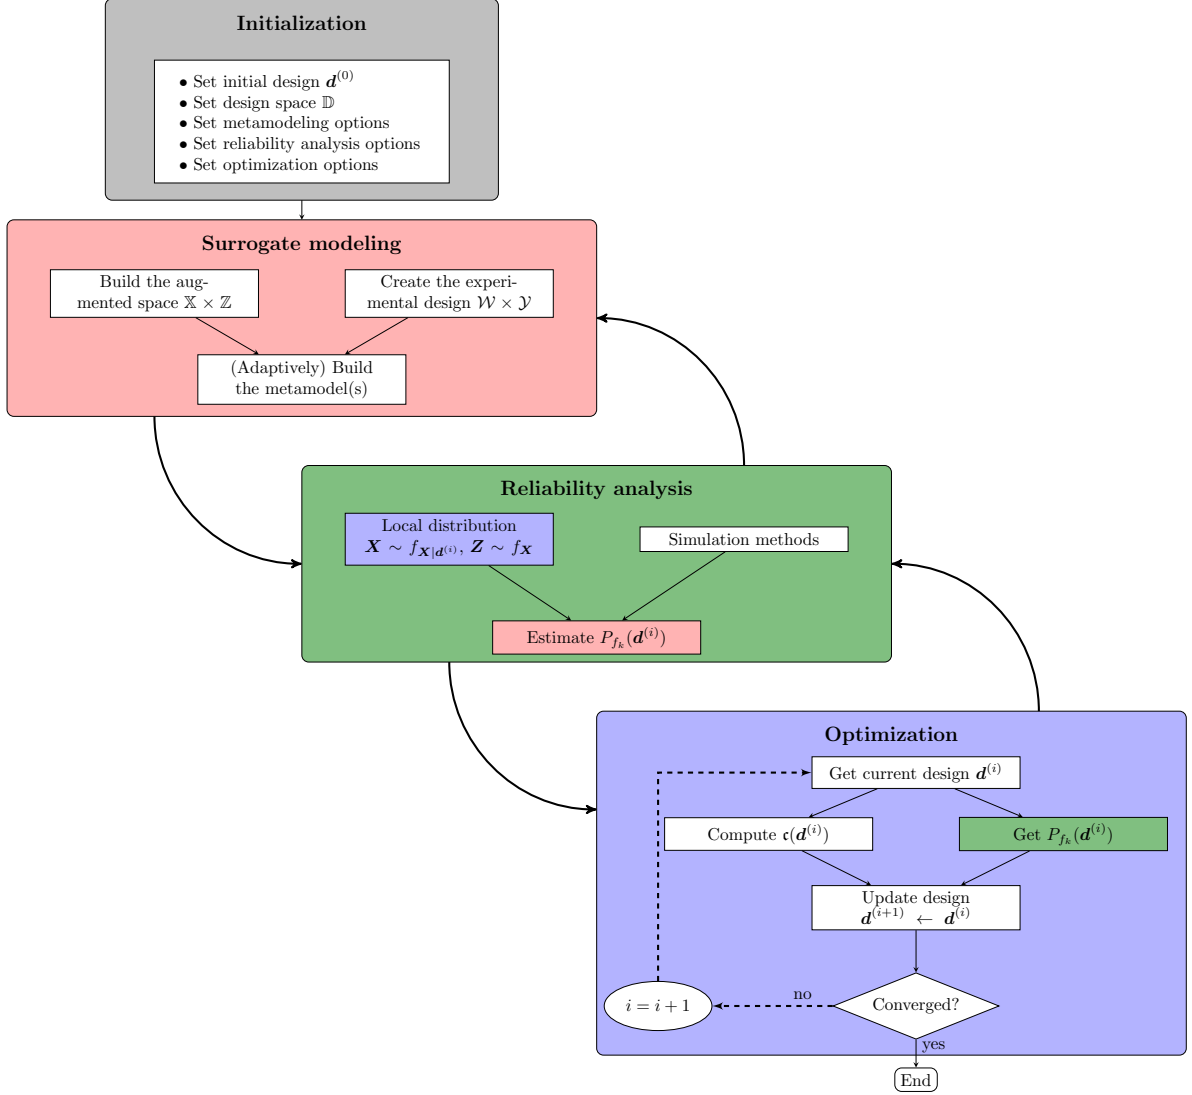 Initialization
• Set initial design 𝒅⁽⁰⁾
• Set design space 𝔻
• Set metamodeling options
• Set reliability analysis options
• Set optimization options
Surrogate modeling
Build the aug-
mented space 𝕏 × ℤ
Create the experi-
mental design 𝒲 × 𝒴
(Adaptively) Build
the metamodel(s)
Reliability analysis
Local distribution
𝑿 ∼ f_{𝑿|𝒅⁽ⁱ⁾}, 𝒁 ∼ f_𝑿
Simulation methods
Estimate P_{f_k}(𝒅⁽ⁱ⁾)
Optimization
Get current design 𝒅⁽ⁱ⁾
Compute 𝔠(𝒅⁽ⁱ⁾)
Get P_{f_k}(𝒅⁽ⁱ⁾)
Update design
𝒅⁽ⁱ⁺¹⁾ ← 𝒅⁽ⁱ⁾
Converged?
no
i = i + 1
yes
End